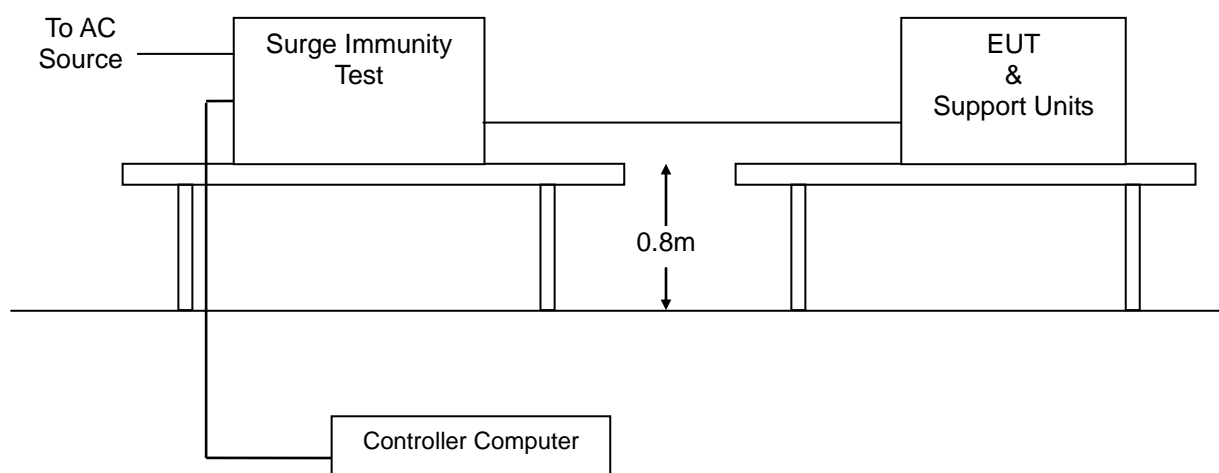 To AC
Source
Surge Immunity
Test
EUT
&
Support Units
0.8m
Controller Computer